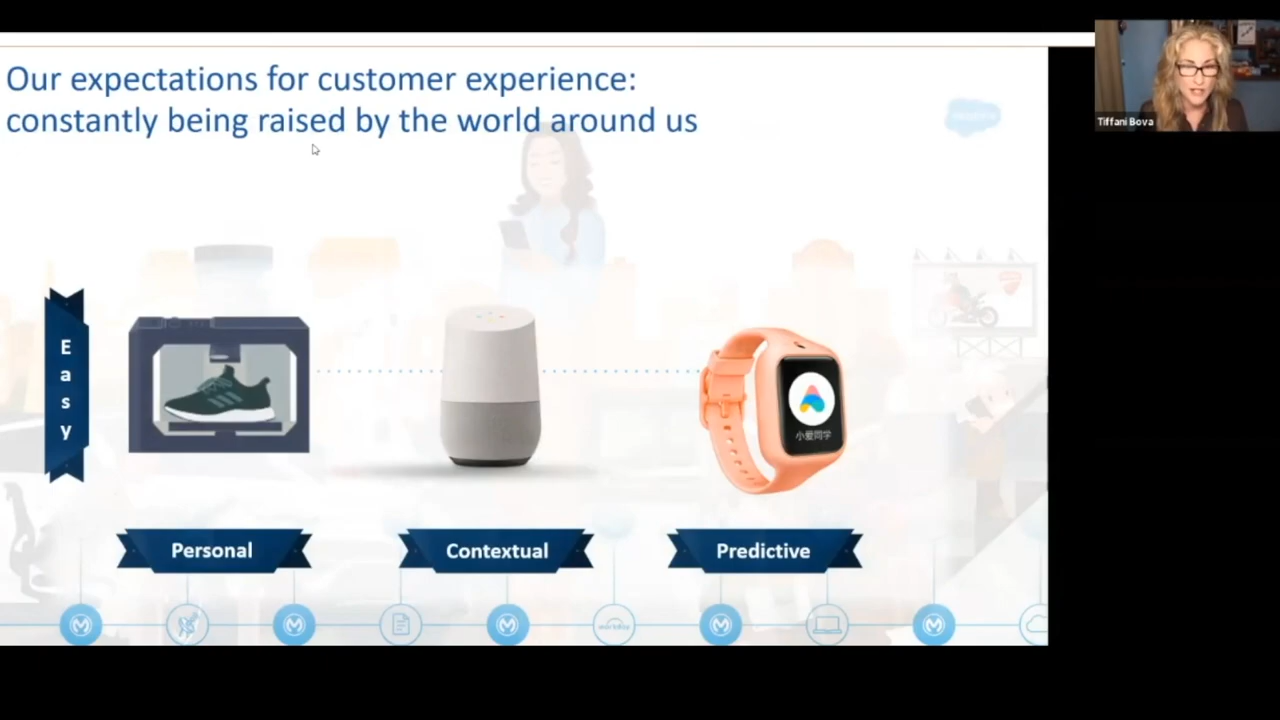 Our expectations for customer experience:
constantly being raised by the world around us
Tiffani Bova
Easy
小爱同学
Personal
Contextual
Predictive